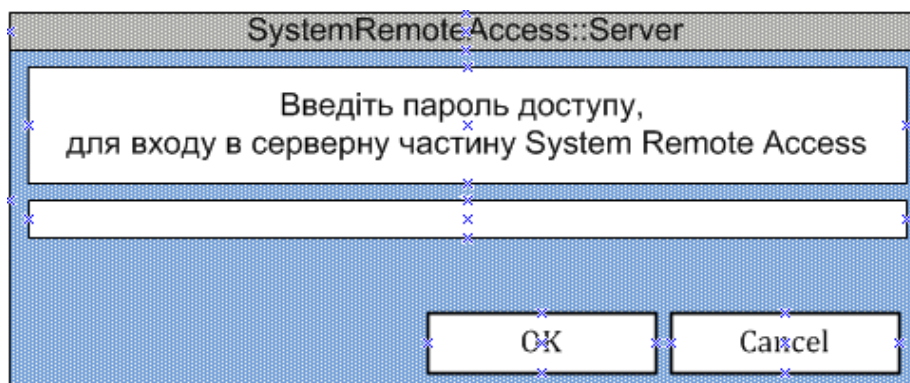 SystemRemoteAccess::Server
Введіть пароль доступу,
для входу в серверну частину System Remote Access
OK
Cancel